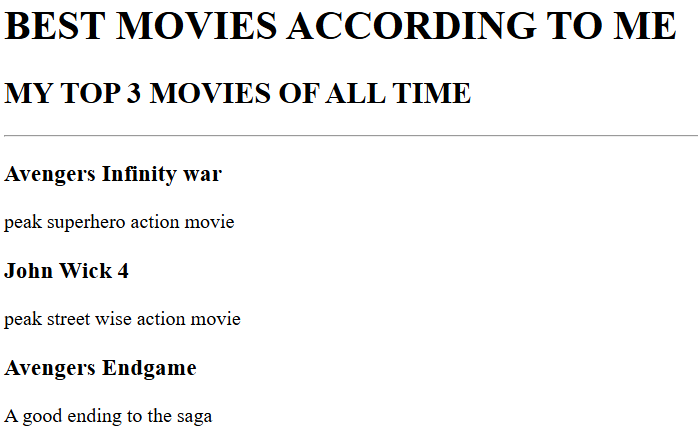 BEST MOVIES ACCORDING TO ME
MY TOP 3 MOVIES OF ALL TIME
Avengers Infinity war
peak superhero action movie
John Wick 4
peak street wise action movie
Avengers Endgame
A good ending to the saga